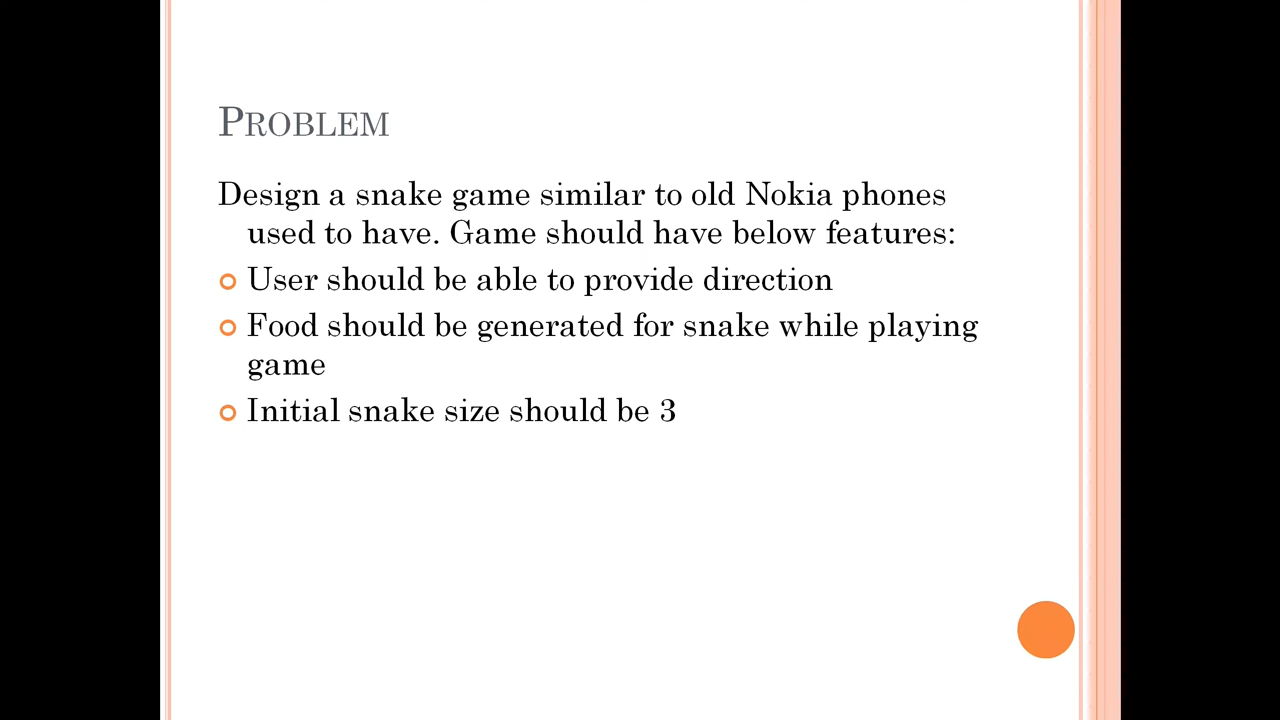 Problem
Design a snake game similar to old Nokia phones
used to have. Game should have below features:
User should be able to provide direction
Food should be generated for snake while playing
game
Initial snake size should be 3